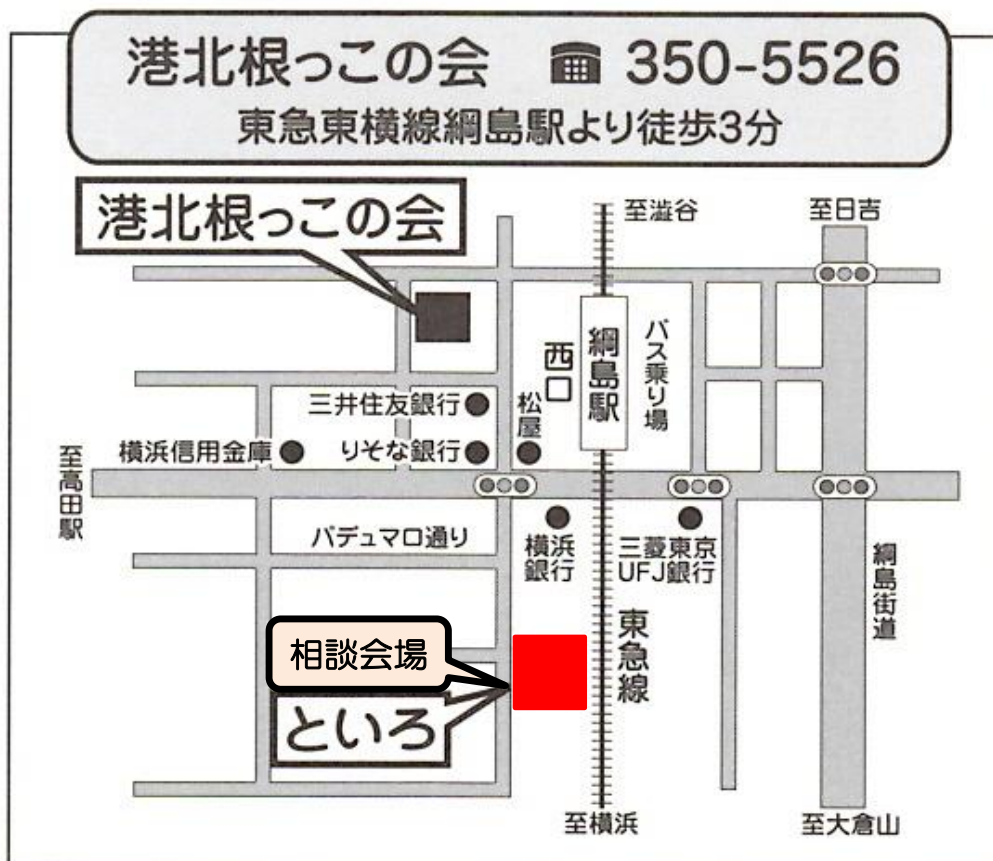 港北根っこの会 ☎ 350-5526
東急東横線綱島駅より徒歩3分
港北根っこの会
至澁谷
至日吉
西口
綱島駅
バス乗り場
三井住友銀行
松屋
横浜信用金庫
りそな銀行
至高田駅
パデュマロ通り
横浜
銀行
三菱東京
UFJ銀行
綱島街道
東急線
相談会場
といろ
至横浜
至大倉山